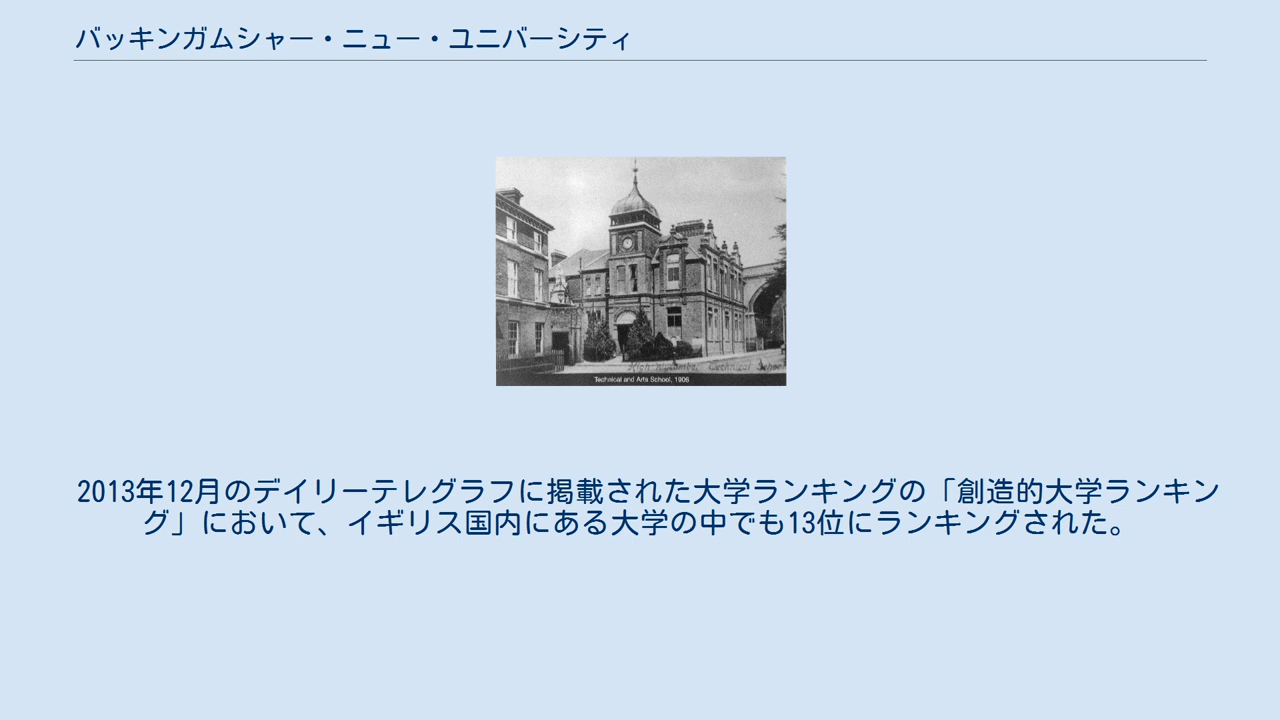 バッキンガムシャー・ニュー・ユニバーシティ
High Wycombe. Technical School
Technical and Arts School, 1906
2013年12月のデイリーテレグラフに掲載された大学ランキングの「創造的大学ランキン
グ」において、イギリス国内にある大学の中でも13位にランキングされた。